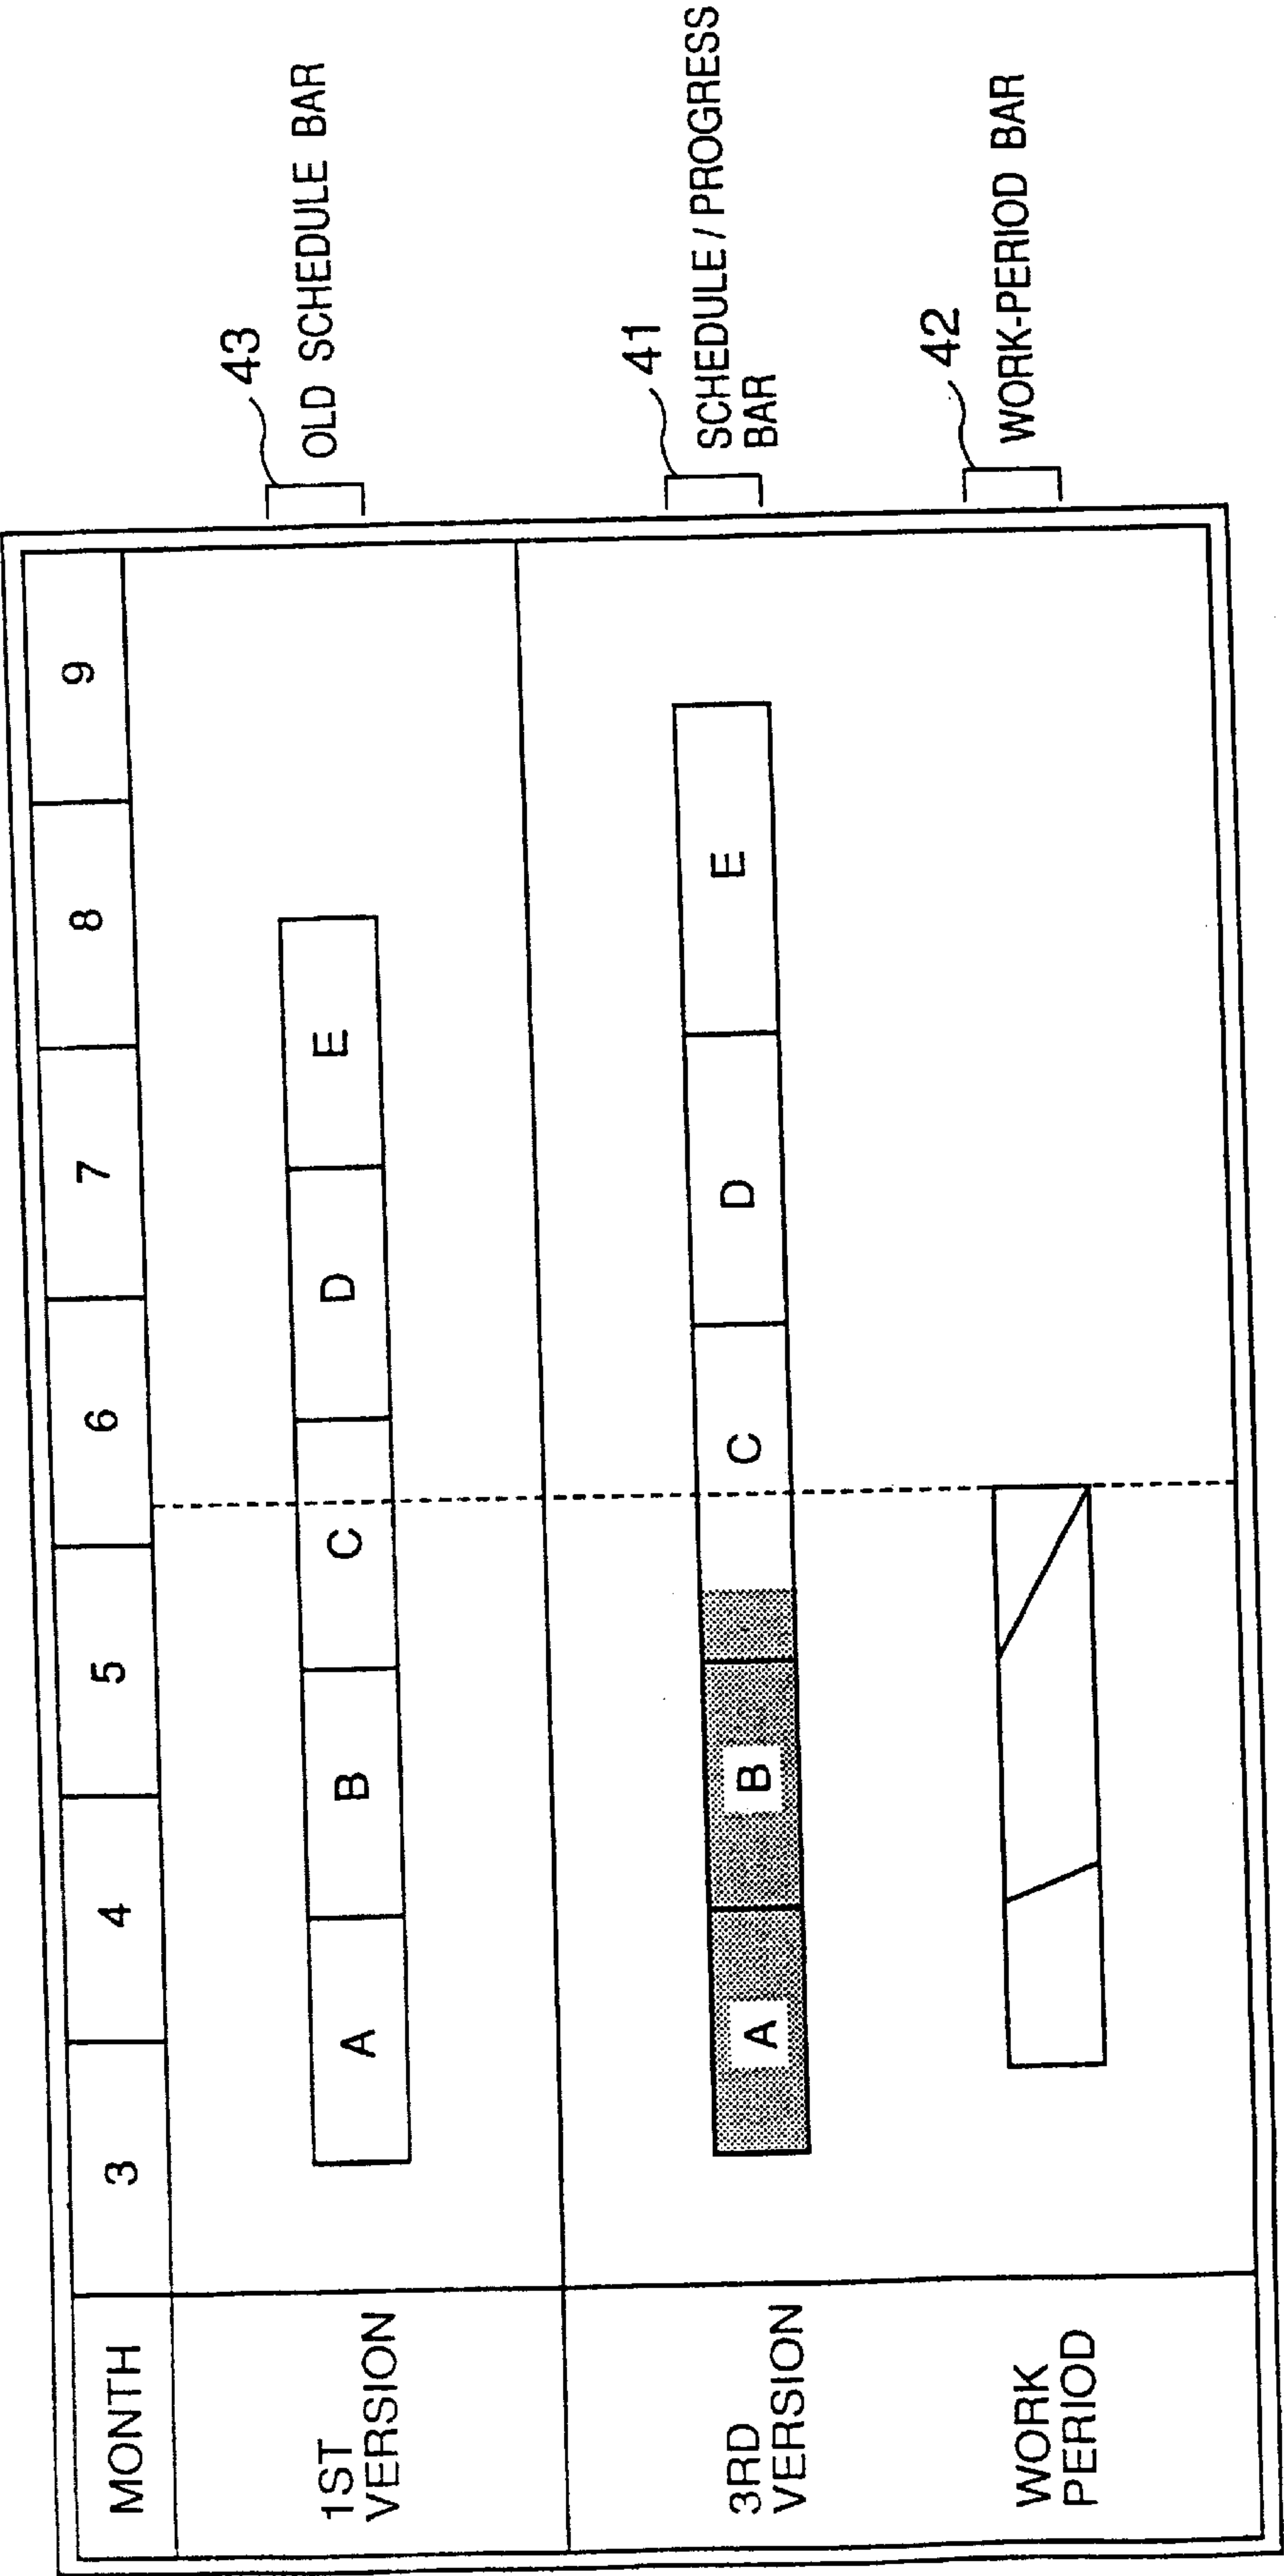 MONTH 3 4 5 6 7 8 9
1ST
VERSION
A B C D E
43
OLD SCHEDULE BAR
3RD
VERSION
A B C D E
41
SCHEDULE / PROGRESS
BAR
WORK
PERIOD
42
WORK-PERIOD BAR